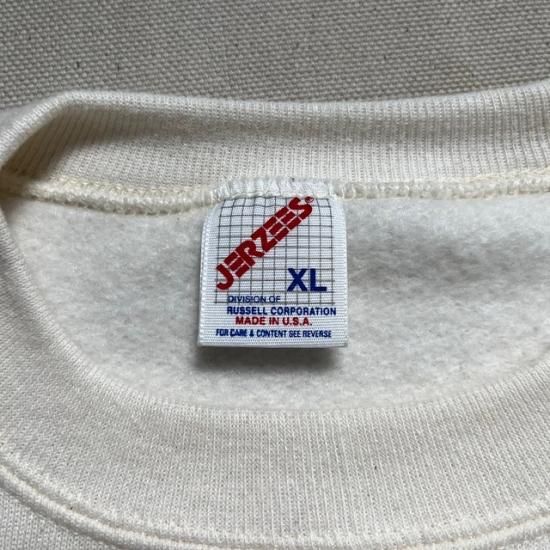 JERZEES®
XL
DIVISION OF
RUSSELL CORPORATION
MADE IN U.S.A.
FOR CARE & CONTENT SEE REVERSE